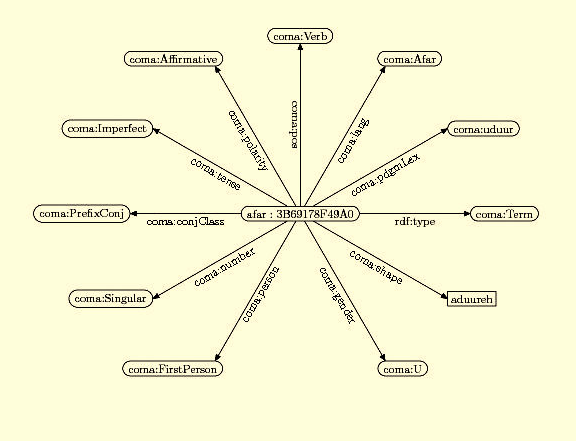 coma:Verb
coma:Affirmative
coma:Afar
coma:pos
coma:polarity
coma:lang
coma:Imperfect
coma:uduur
coma:tense
coma:pdgmLex
coma:PrefixConj
afar : 3B69178F49A0
coma:Term
coma:conjClass
rdf:type
coma:number
coma:shape
coma:person
coma:gender
coma:Singular
aduureh
coma:FirstPerson
coma:U